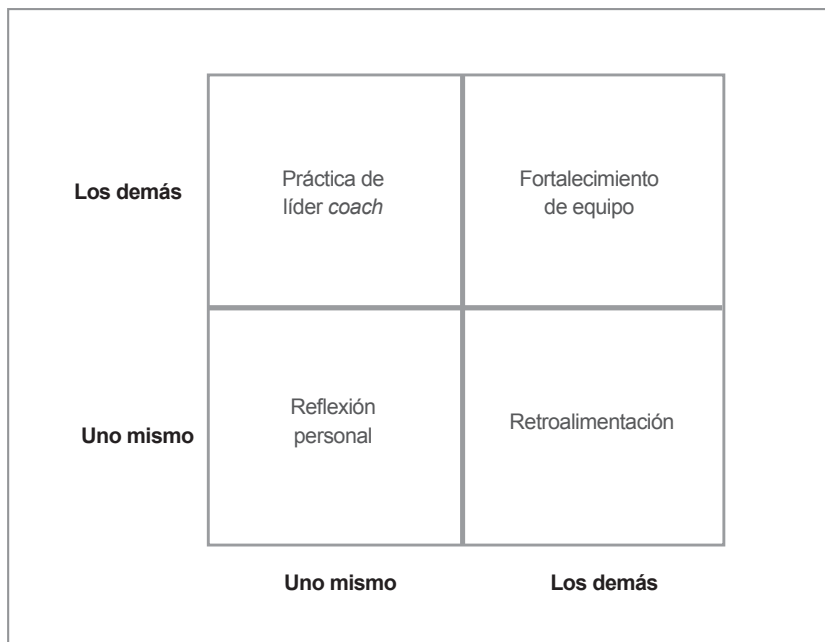 Los demás
Práctica de
líder coach
Fortalecimiento
de equipo
Uno mismo
Reflexión
personal
Retroalimentación
Uno mismo
Los demás